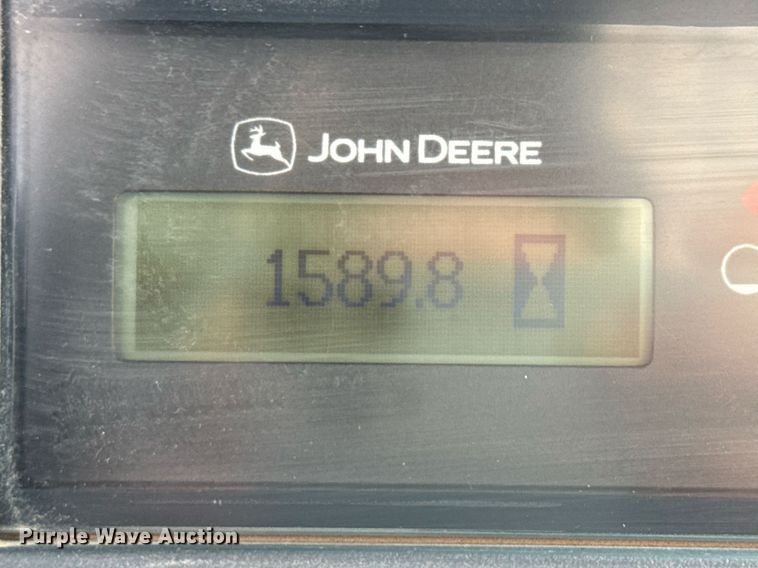 JOHN DEERE
1589.8
Purple Wave Auction